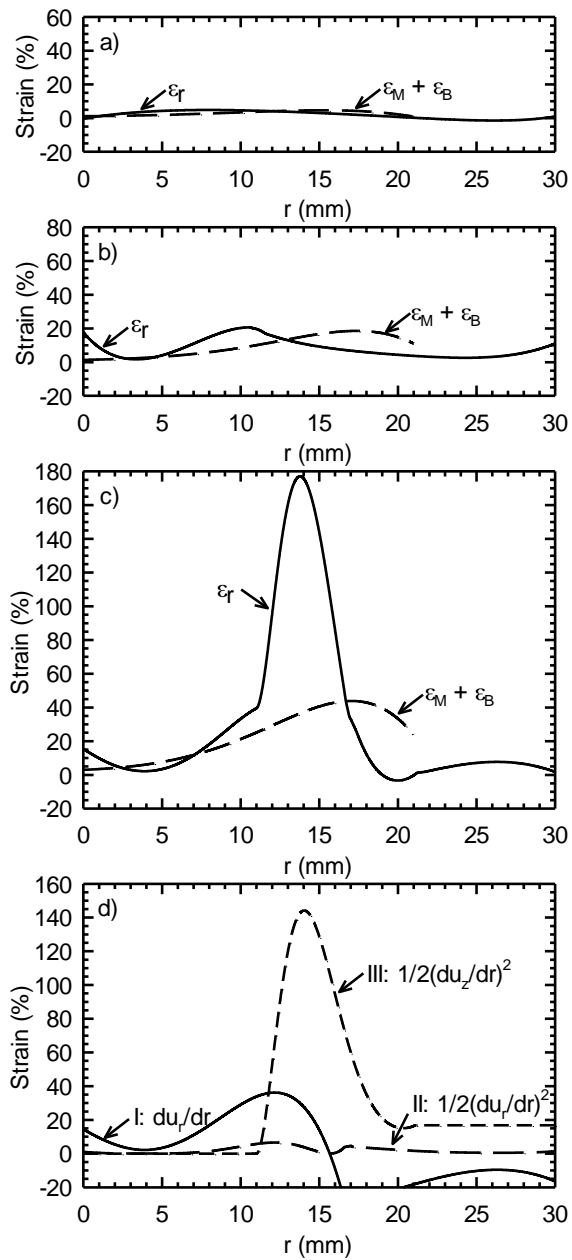 a)
εr
εM + εB
Strain (%)
60
40
20
0
-20
0 5 10 15 20 25 30
r (mm)
b)
εr
εM + εB
Strain (%)
80
60
40
20
0
-20
0 5 10 15 20 25 30
r (mm)
c)
εr
εM + εB
Strain (%)
180
160
140
120
100
80
60
40
20
0
-20
0 5 10 15 20 25 30
r (mm)
d)
III: 1/2(du_z/dr)²
I: du_r/dr
II: 1/2(du_r/dr)²
Strain (%)
160
140
120
100
80
60
40
20
0
-20
0 5 10 15 20 25 30
r (mm)